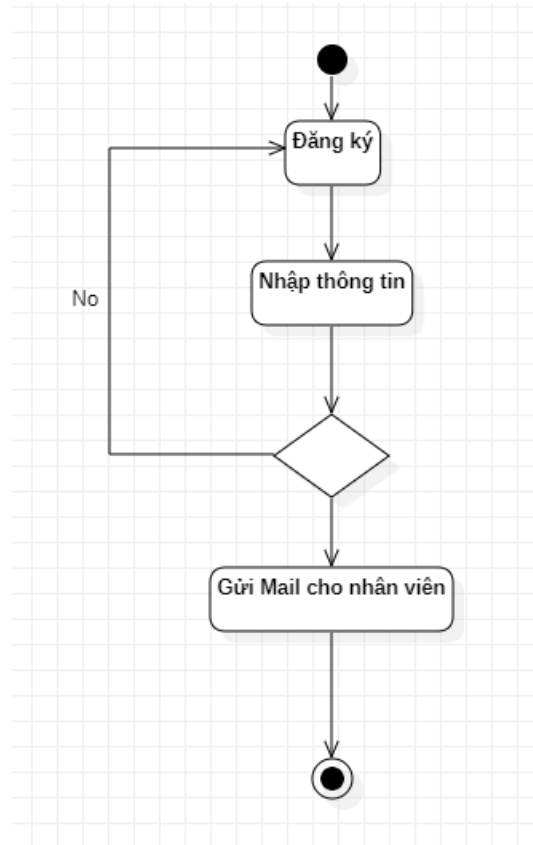 Đăng ký
Nhập thông tin
No
Gửi Mail cho nhân viên